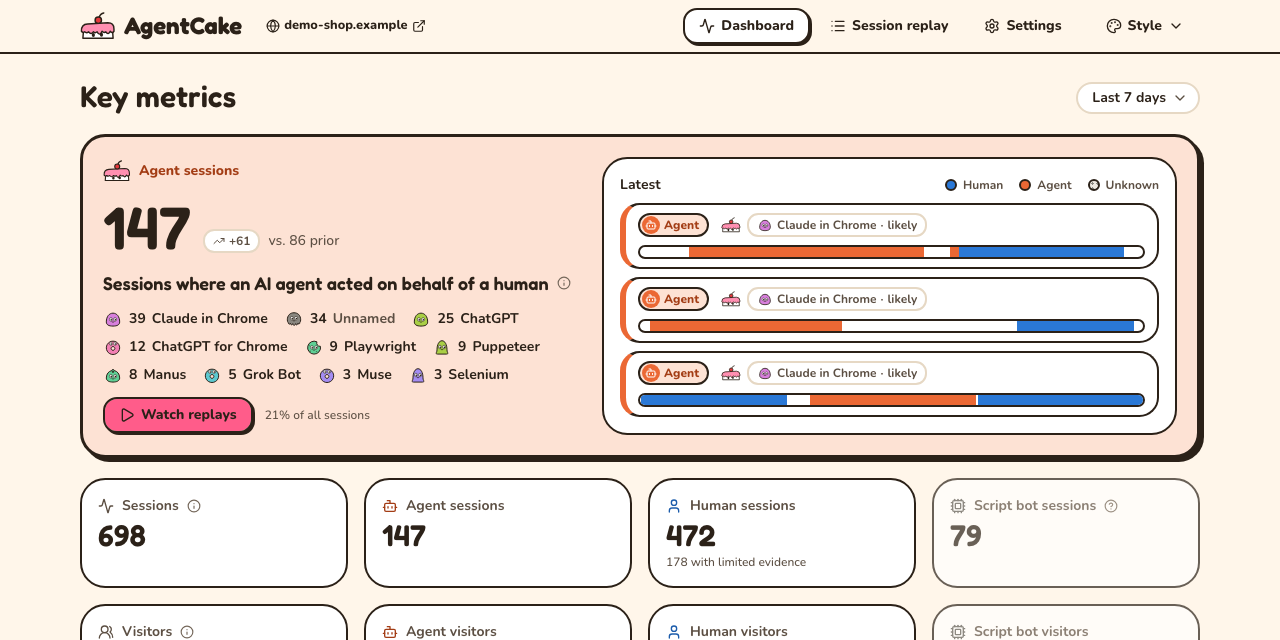 AgentCake
demo-shop.example
Dashboard
Session replay
Settings
Style
Key metrics
Last 7 days
Agent sessions
147
+61
vs. 86 prior
Sessions where an AI agent acted on behalf of a human
39 Claude in Chrome
34 Unnamed
25 ChatGPT
12 ChatGPT for Chrome
9 Playwright
9 Puppeteer
8 Manus
5 Grok Bot
3 Muse
3 Selenium
Watch replays
21% of all sessions
Latest
Human
Agent
Unknown
Agent
Claude in Chrome · likely
Agent
Claude in Chrome · likely
Agent
Claude in Chrome · likely
Sessions
698
Agent sessions
147
Human sessions
472
178 with limited evidence
Script bot sessions
79
Visitors
Agent visitors
Human visitors
Script bot visitors